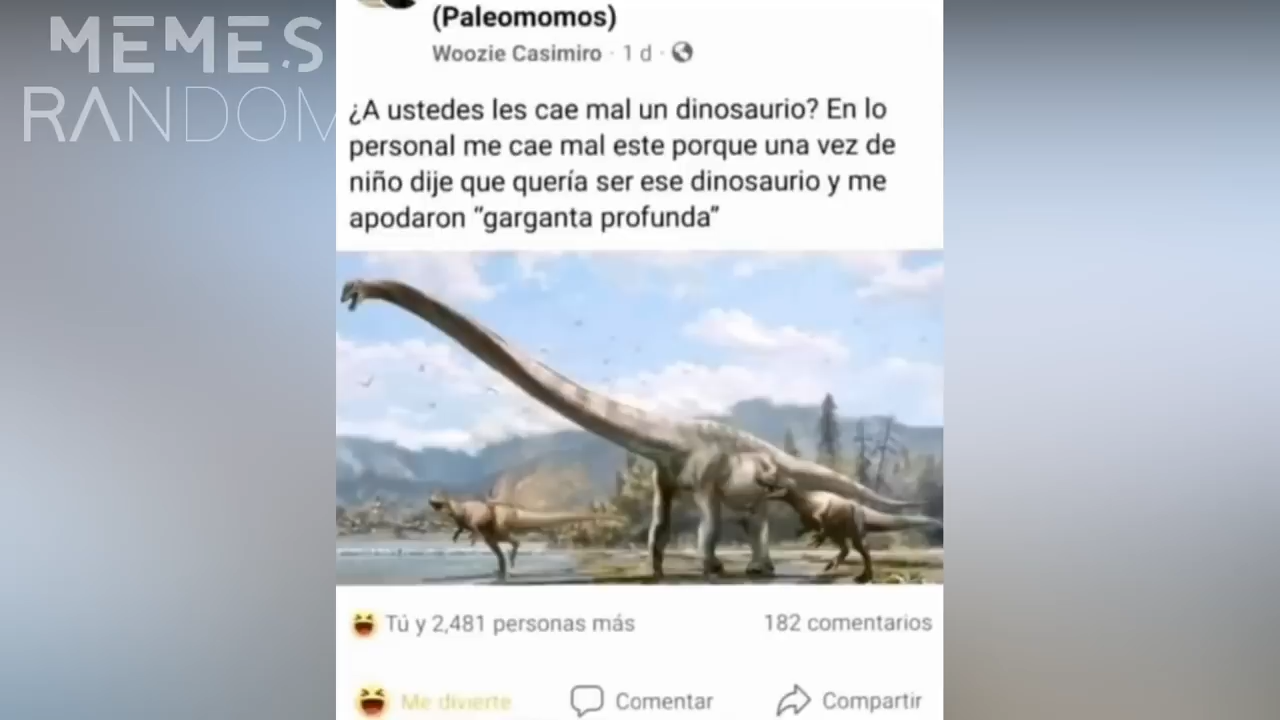 MEMES
RANDOM
(Paleomomos)
Woozie Casimiro · 1 d ·
¿A ustedes les cae mal un dinosaurio? En lo
personal me cae mal este porque una vez de
niño dije que quería ser ese dinosaurio y me
apodaron “garganta profunda”
Tú y 2,481 personas más 182 comentarios
Me divierte Comentar Compartir